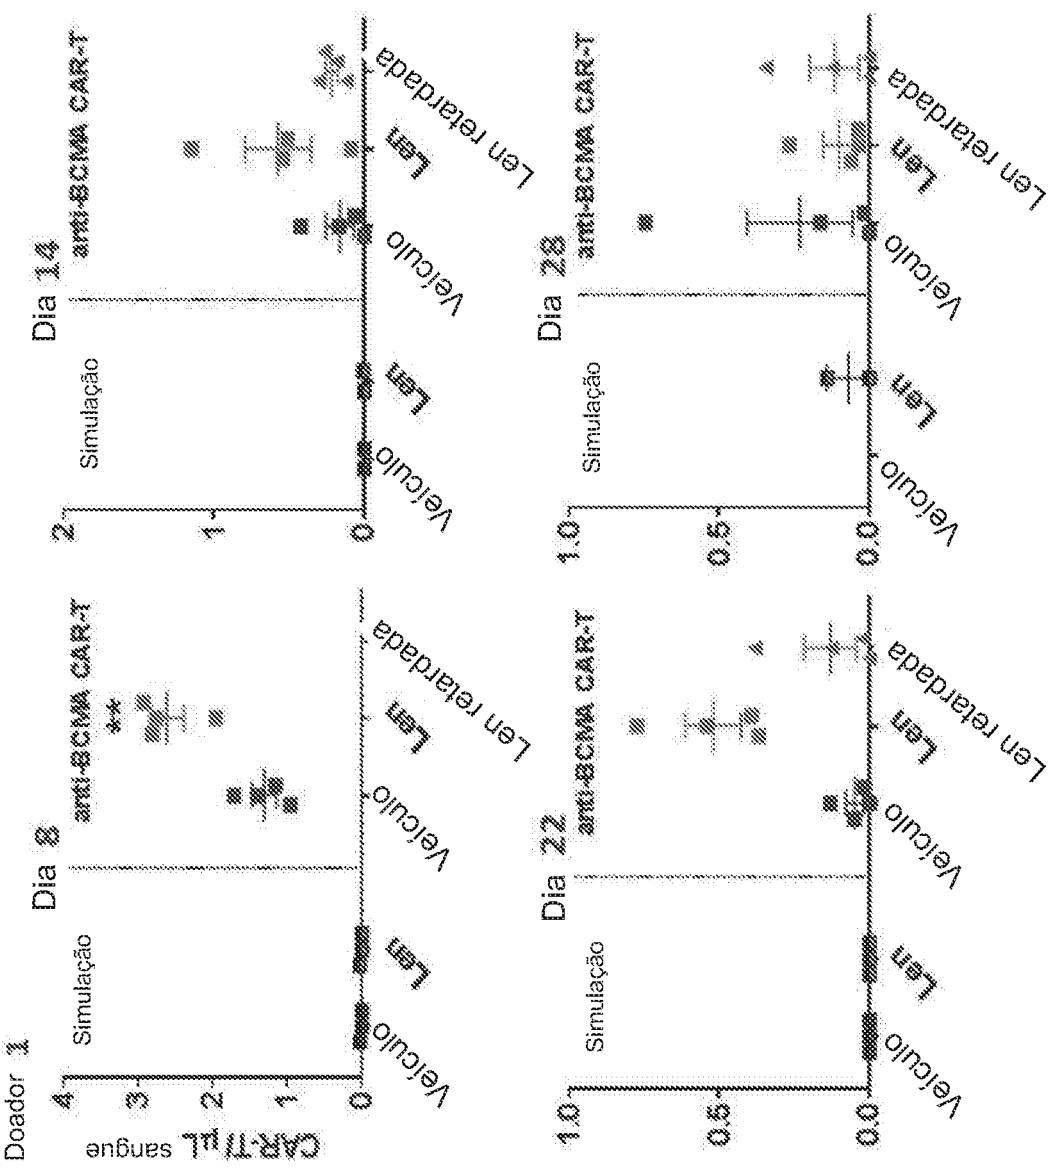 Doador 1
Dia 8
Simulação
anti-BCMA CAR-T
**
CAR-T/µL sangue
4
3
2
1
0
Veículo
Len
Veículo
Len
Len retardada
Dia 14
Simulação
anti-BCMA CAR-T
2
1
0
Veículo
Len
Veículo
Len
Len retardada
Dia 22
Simulação
anti-BCMA CAR-T
1.0
0.5
0.0
Veículo
Len
Veículo
Len
Len retardada
Dia 28
Simulação
anti-BCMA CAR-T
1.0
0.5
0.0
Veículo
Len
Veículo
Len
Len retardada